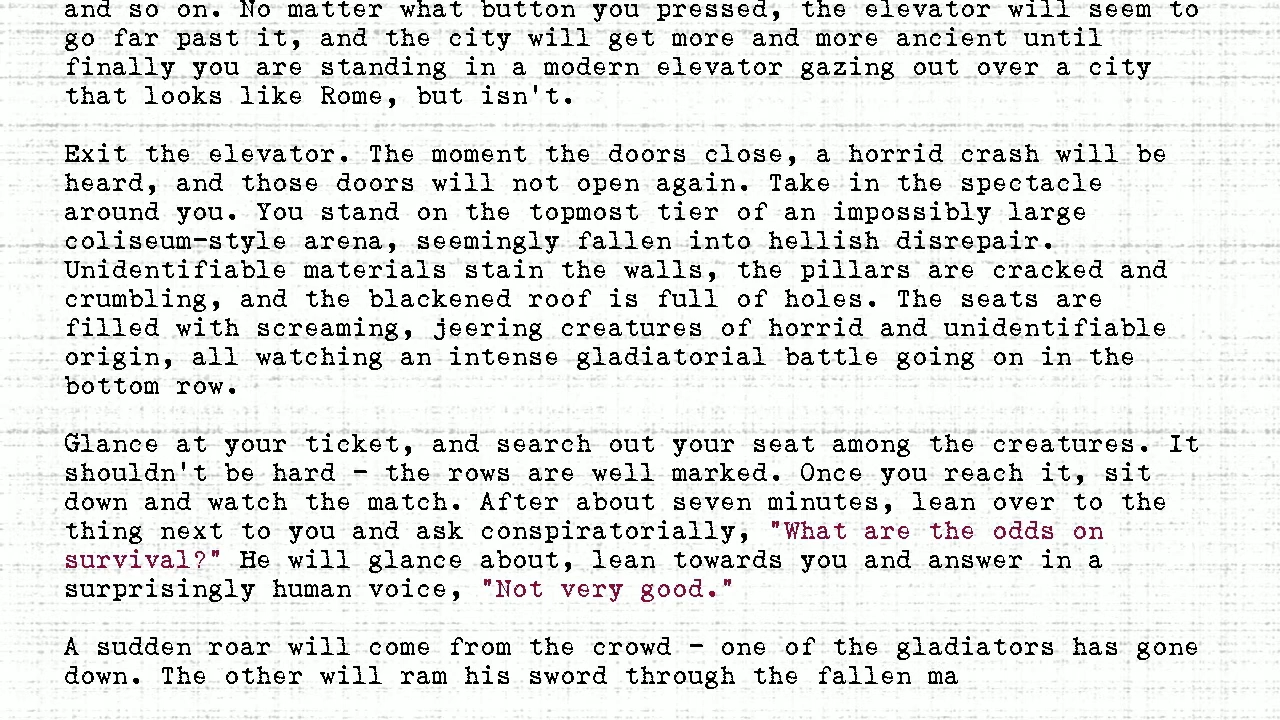 and so on. No matter what button you pressed, the elevator will seem to
go far past it, and the city will get more and more ancient until
finally you are standing in a modern elevator gazing out over a city
that looks like Rome, but isn't.
Exit the elevator. The moment the doors close, a horrid crash will be
heard, and those doors will not open again. Take in the spectacle
around you. You stand on the topmost tier of an impossibly large
coliseum-style arena, seemingly fallen into hellish disrepair.
Unidentifiable materials stain the walls, the pillars are cracked and
crumbling, and the blackened roof is full of holes. The seats are
filled with screaming, jeering creatures of horrid and unidentifiable
origin, all watching an intense gladiatorial battle going on in the
bottom row.
Glance at your ticket, and search out your seat among the creatures. It
shouldn't be hard - the rows are well marked. Once you reach it, sit
down and watch the match. After about seven minutes, lean over to the
thing next to you and ask conspiratorially, "What are the odds on
survival?" He will glance about, lean towards you and answer in a
surprisingly human voice, "Not very good."
A sudden roar will come from the crowd - one of the gladiators has gone
down. The other will ram his sword through the fallen ma